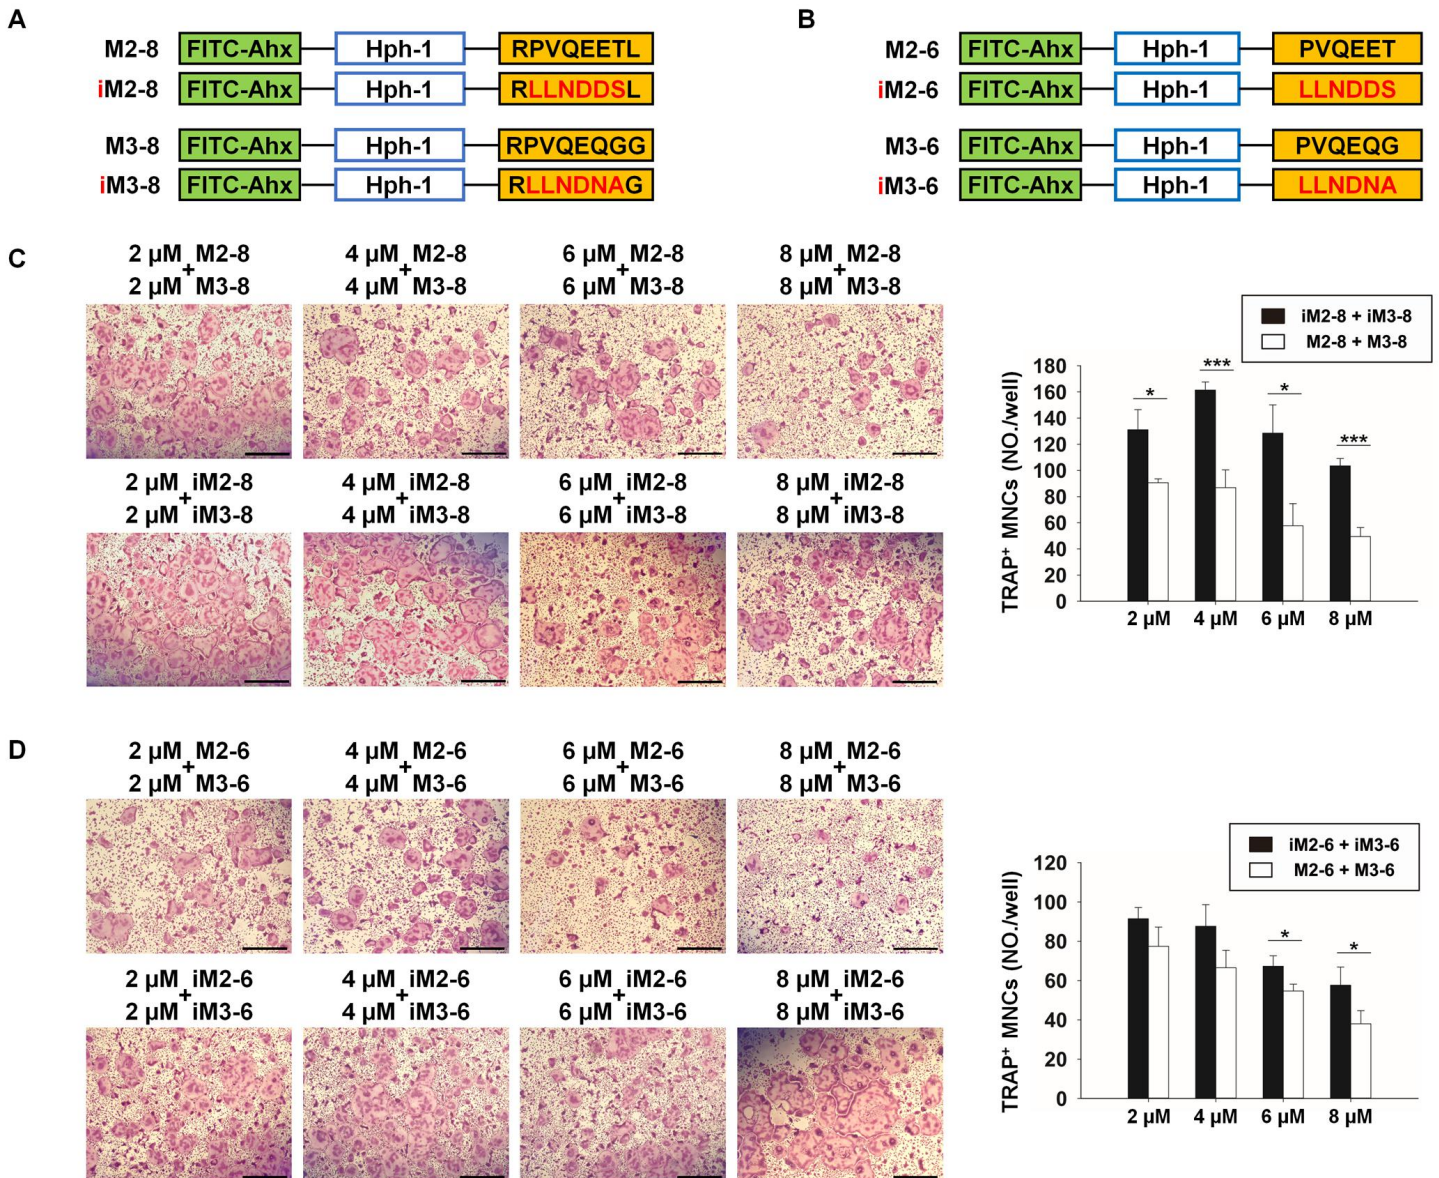 A
M2-8 FITC-Ahx Hph-1 RPVQEETL
iM2-8 FITC-Ahx Hph-1 RLLNDDSL
M3-8 FITC-Ahx Hph-1 RPVQEQGG
iM3-8 FITC-Ahx Hph-1 RLLNDNAG
B
M2-6 FITC-Ahx Hph-1 PVQEET
iM2-6 FITC-Ahx Hph-1 LLNDDS
M3-6 FITC-Ahx Hph-1 PVQEQG
iM3-6 FITC-Ahx Hph-1 LLNDNA
C
2 µM M2-8
+
2 µM M3-8
4 µM M2-8
+
4 µM M3-8
6 µM M2-8
+
6 µM M3-8
8 µM M2-8
+
8 µM M3-8
2 µM iM2-8
+
2 µM iM3-8
4 µM iM2-8
+
4 µM iM3-8
6 µM iM2-8
+
6 µM iM3-8
8 µM iM2-8
+
8 µM iM3-8
iM2-8 + iM3-8
M2-8 + M3-8
TRAP⁺ MNCs (NO./well)
180
160
140
120
100
80
60
40
20
0
* *** * ***
2 µM 4 µM 6 µM 8 µM
D
2 µM M2-6
+
2 µM M3-6
4 µM M2-6
+
4 µM M3-6
6 µM M2-6
+
6 µM M3-6
8 µM M2-6
+
8 µM M3-6
2 µM iM2-6
+
2 µM iM3-6
4 µM iM2-6
+
4 µM iM3-6
6 µM iM2-6
+
6 µM iM3-6
8 µM iM2-6
+
8 µM iM3-6
iM2-6 + iM3-6
M2-6 + M3-6
TRAP⁺ MNCs (NO./well)
120
100
80
60
40
20
0
* *
2 µM 4 µM 6 µM 8 µM